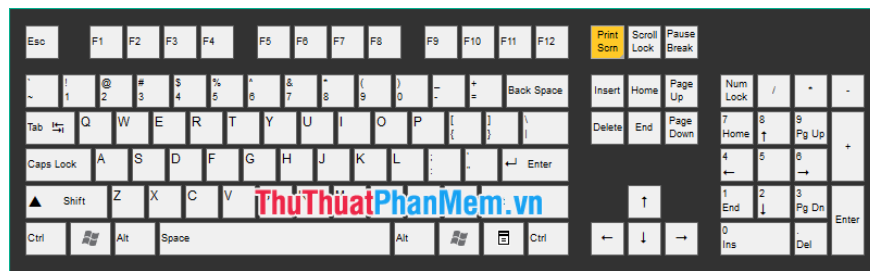 Esc F1 F2 F3 F4 F5 F6 F7 F8 F9 F10 F11 F12 Print Scrn Scroll Lock Pause Break
` ~ ! 1 @ 2 # 3 $ 4 % 5 ^ 6 & 7 * 8 ( 9 ) 0 _ - + = Back Space Insert Home Page Up Num Lock / * -
Tab Q W E R T Y U I O P [ { ] } \ | Delete End Page Down 7 Home 8 ↑ 9 Pg Up +
Caps Lock A S D F G H J K L ; : ' " ↵ Enter 4 ← 5 6 →
▲ Shift Z X C V ↑ 1 End 2 ↓ 3 Pg Dn Enter
ThuThuatPhanMem.vn
Ctrl Alt Space Alt Ctrl ← ↓ → 0 Ins . Del